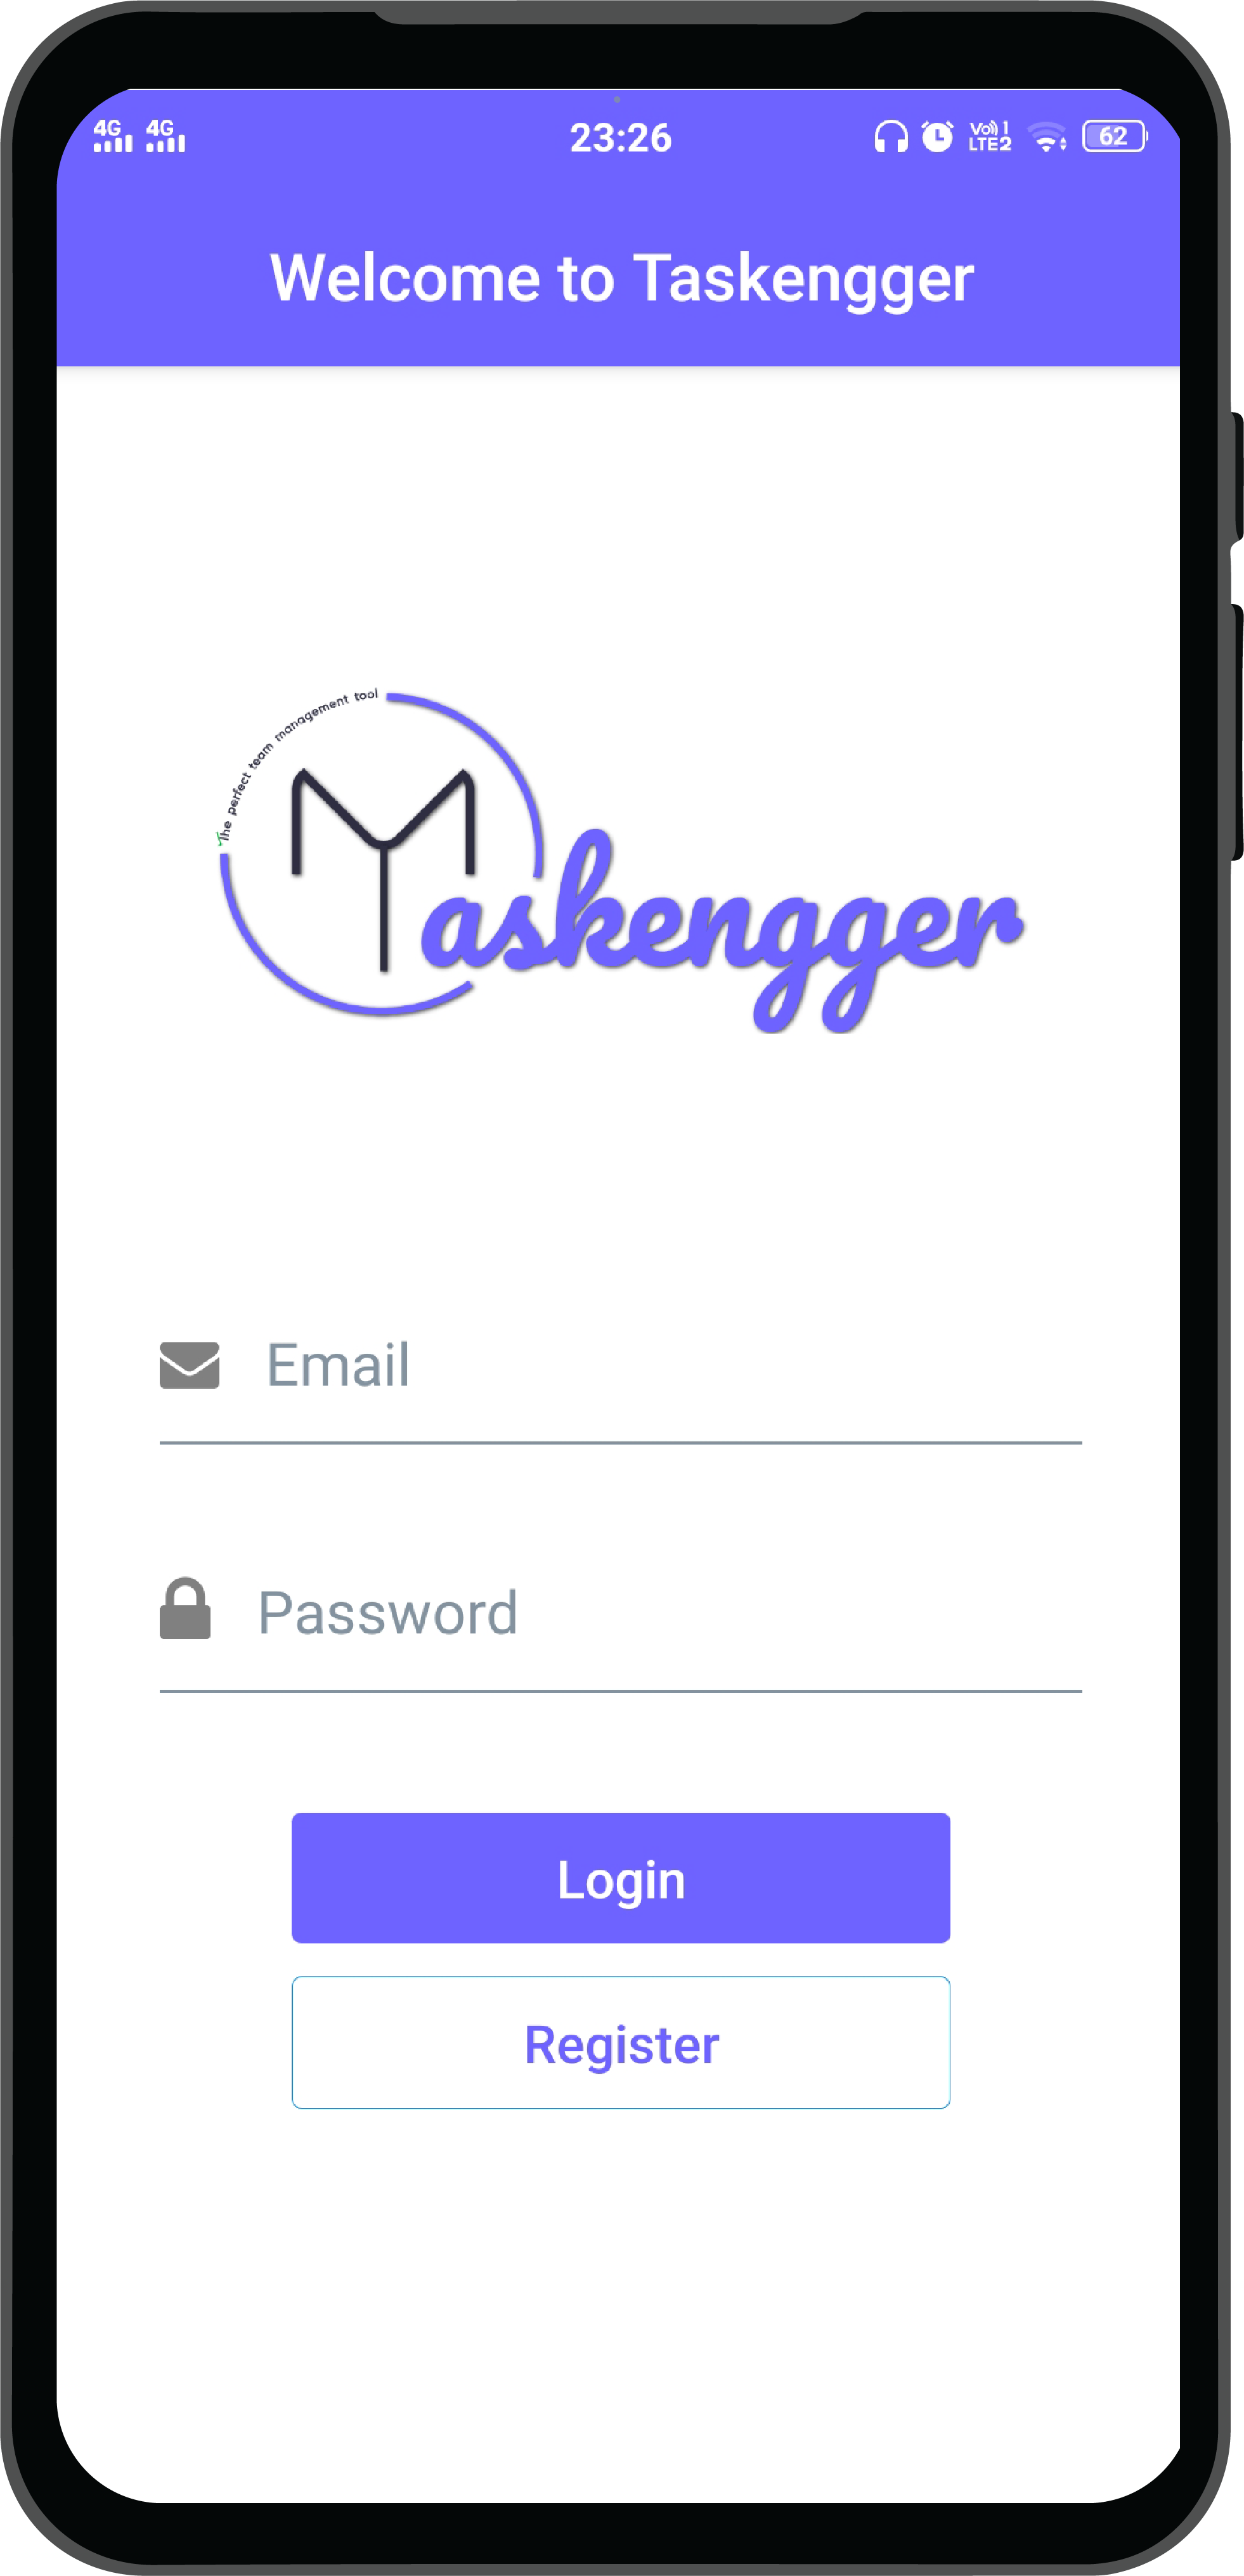 4G 4G 23:26 Vo)) 1 LTE2 62
Welcome to Taskengger
The perfect team management tool
Taskengger
Email
Password
Login
Register